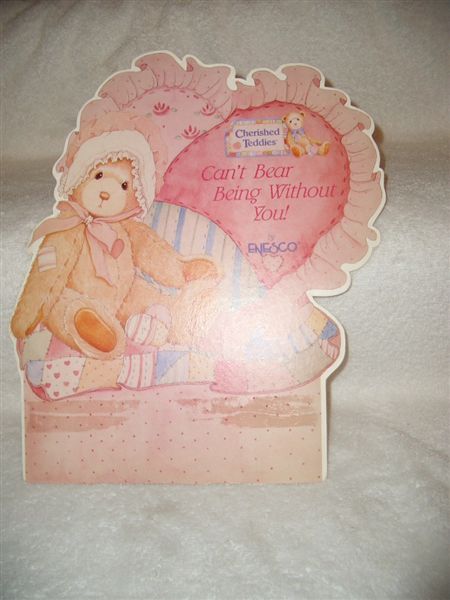 Cherished
Teddies
Can't Bear
Being Without
You!
by
ENESCO